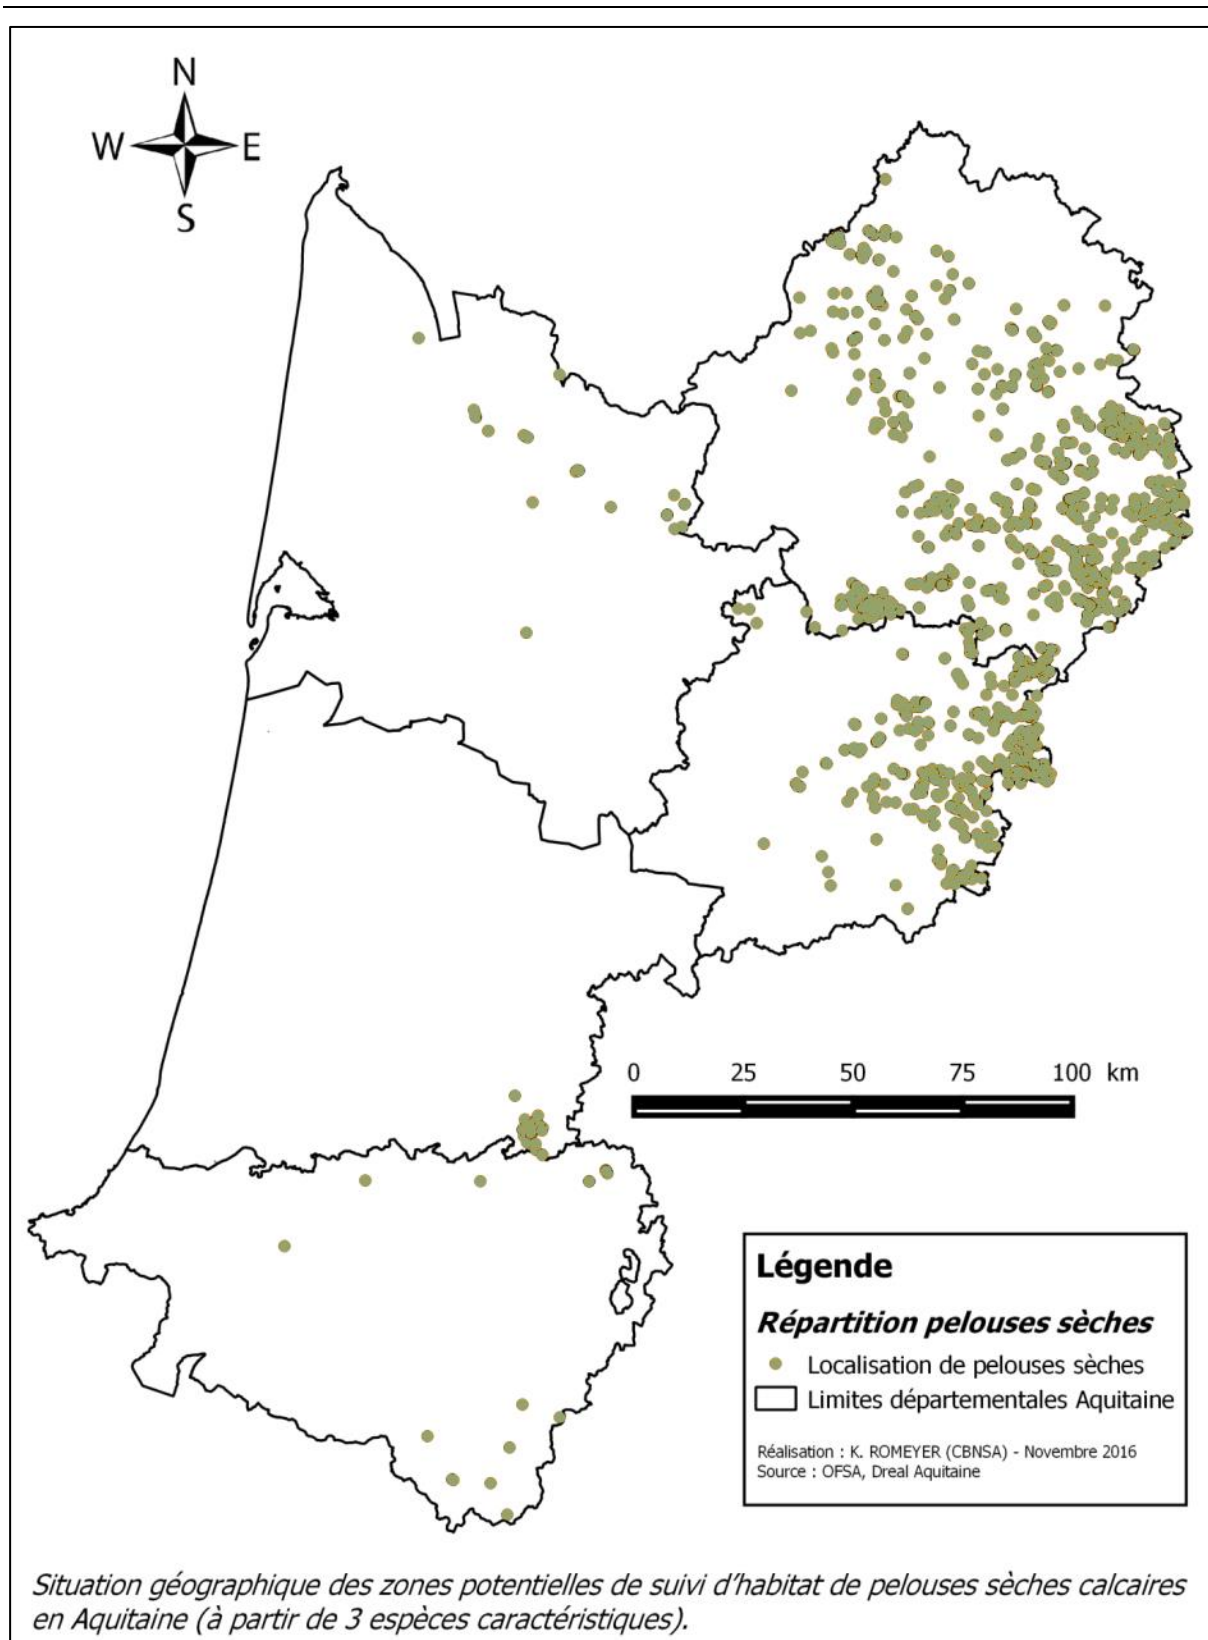 N
W E
S
0 25 50 75 100 km
Légende
Répartition pelouses sèches
Localisation de pelouses sèches
Limites départementales Aquitaine
Réalisation : K. ROMEYER (CBNSA) - Novembre 2016
Source : OFSA, Dreal Aquitaine
Situation géographique des zones potentielles de suivi d'habitat de pelouses sèches calcaires
en Aquitaine (à partir de 3 espèces caractéristiques).